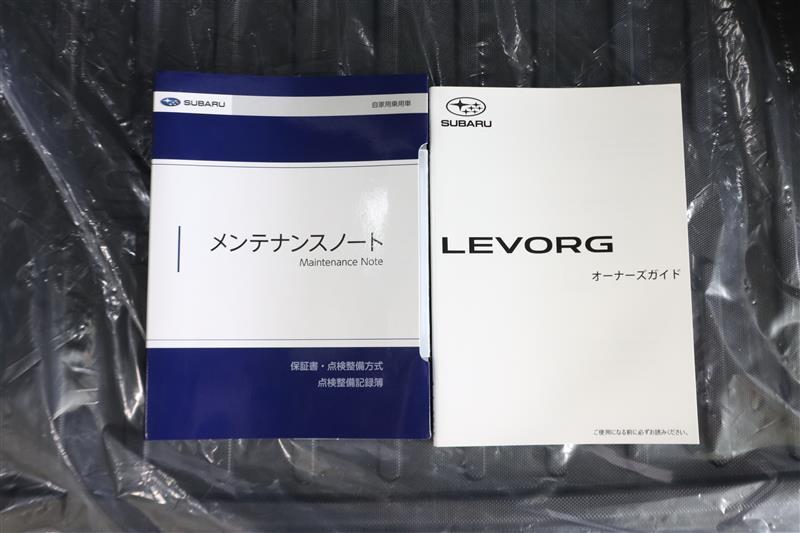 SUBARU
自家用乗用車
メンテナンスノート
Maintenance Note
保証書・点検整備方式
点検整備記録簿
SUBARU
LEVORG
オーナーズガイド
ご使用になる前に必ずお読みください。